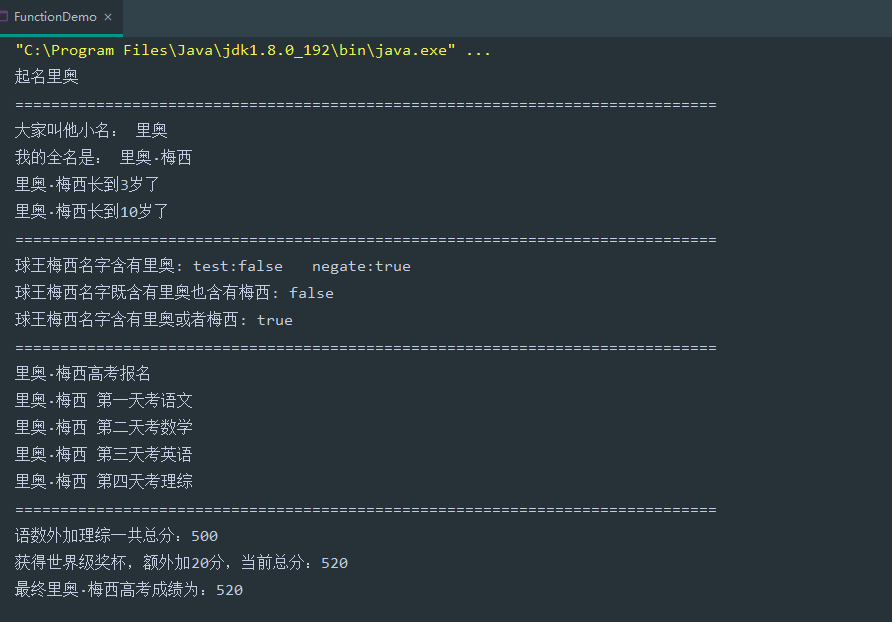 FunctionDemo ×
"C:\Program Files\Java\jdk1.8.0_192\bin\java.exe" ...
起名里奥
==============================================================================
大家叫他小名： 里奥
我的全名是： 里奥·梅西
里奥·梅西长到3岁了
里奥·梅西长到10岁了
==============================================================================
球王梅西名字含有里奥: test:false   negate:true
球王梅西名字既含有里奥也含有梅西: false
球王梅西名字含有里奥或者梅西: true
==============================================================================
里奥·梅西高考报名
里奥·梅西 第一天考语文
里奥·梅西 第二天考数学
里奥·梅西 第三天考英语
里奥·梅西 第四天考理综
==============================================================================
语数外加理综一共总分：500
获得世界级奖杯，额外加20分，当前总分：520
最终里奥·梅西高考成绩为：520